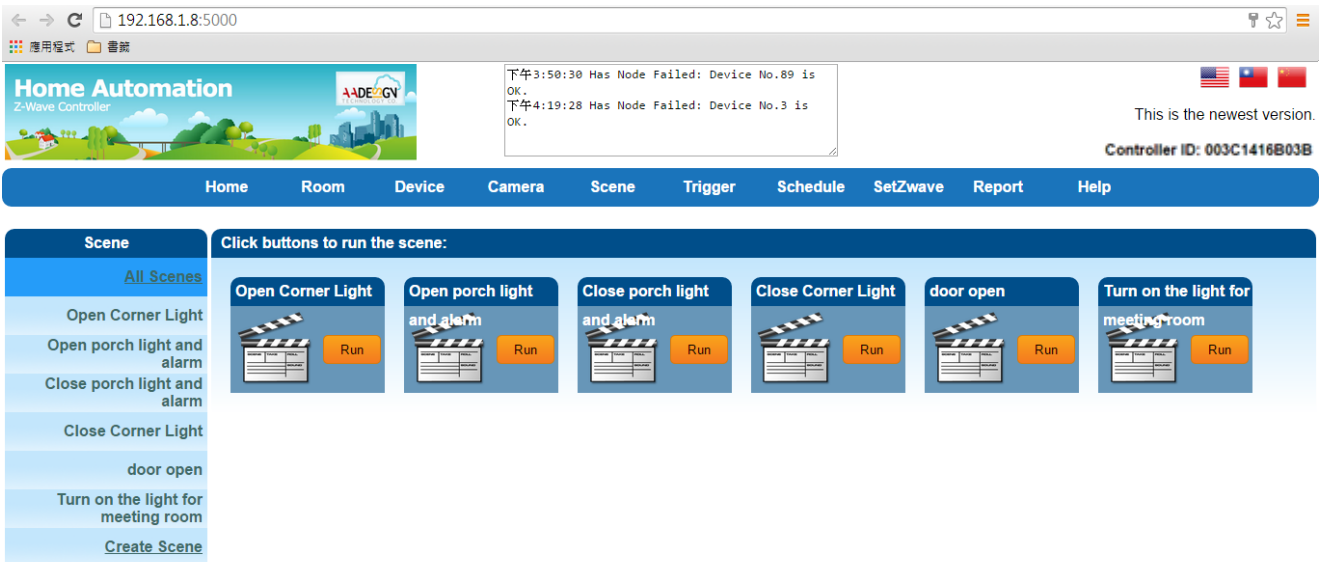 192.168.1.8:5000
應用程式 書籤
Home Automation
Z-Wave Controller
TECHNOLOGY CO
下午3:50:30 Has Node Failed: Device No.89 is
OK.
下午4:19:28 Has Node Failed: Device No.3 is
OK.
This is the newest version.
Controller ID: 003C1416B03B
Home Room Device Camera Scene Trigger Schedule SetZwave Report Help
Scene
All Scenes
Open Corner Light
Open porch light and
alarm
Close porch light and
alarm
Close Corner Light
door open
Turn on the light for
meeting room
Create Scene
Click buttons to run the scene:
Open Corner Light
Run
Open porch light
and alarm
Run
Close porch light
and alarm
Run
Close Corner Light
Run
door open
Run
Turn on the light for
meeting room
Run